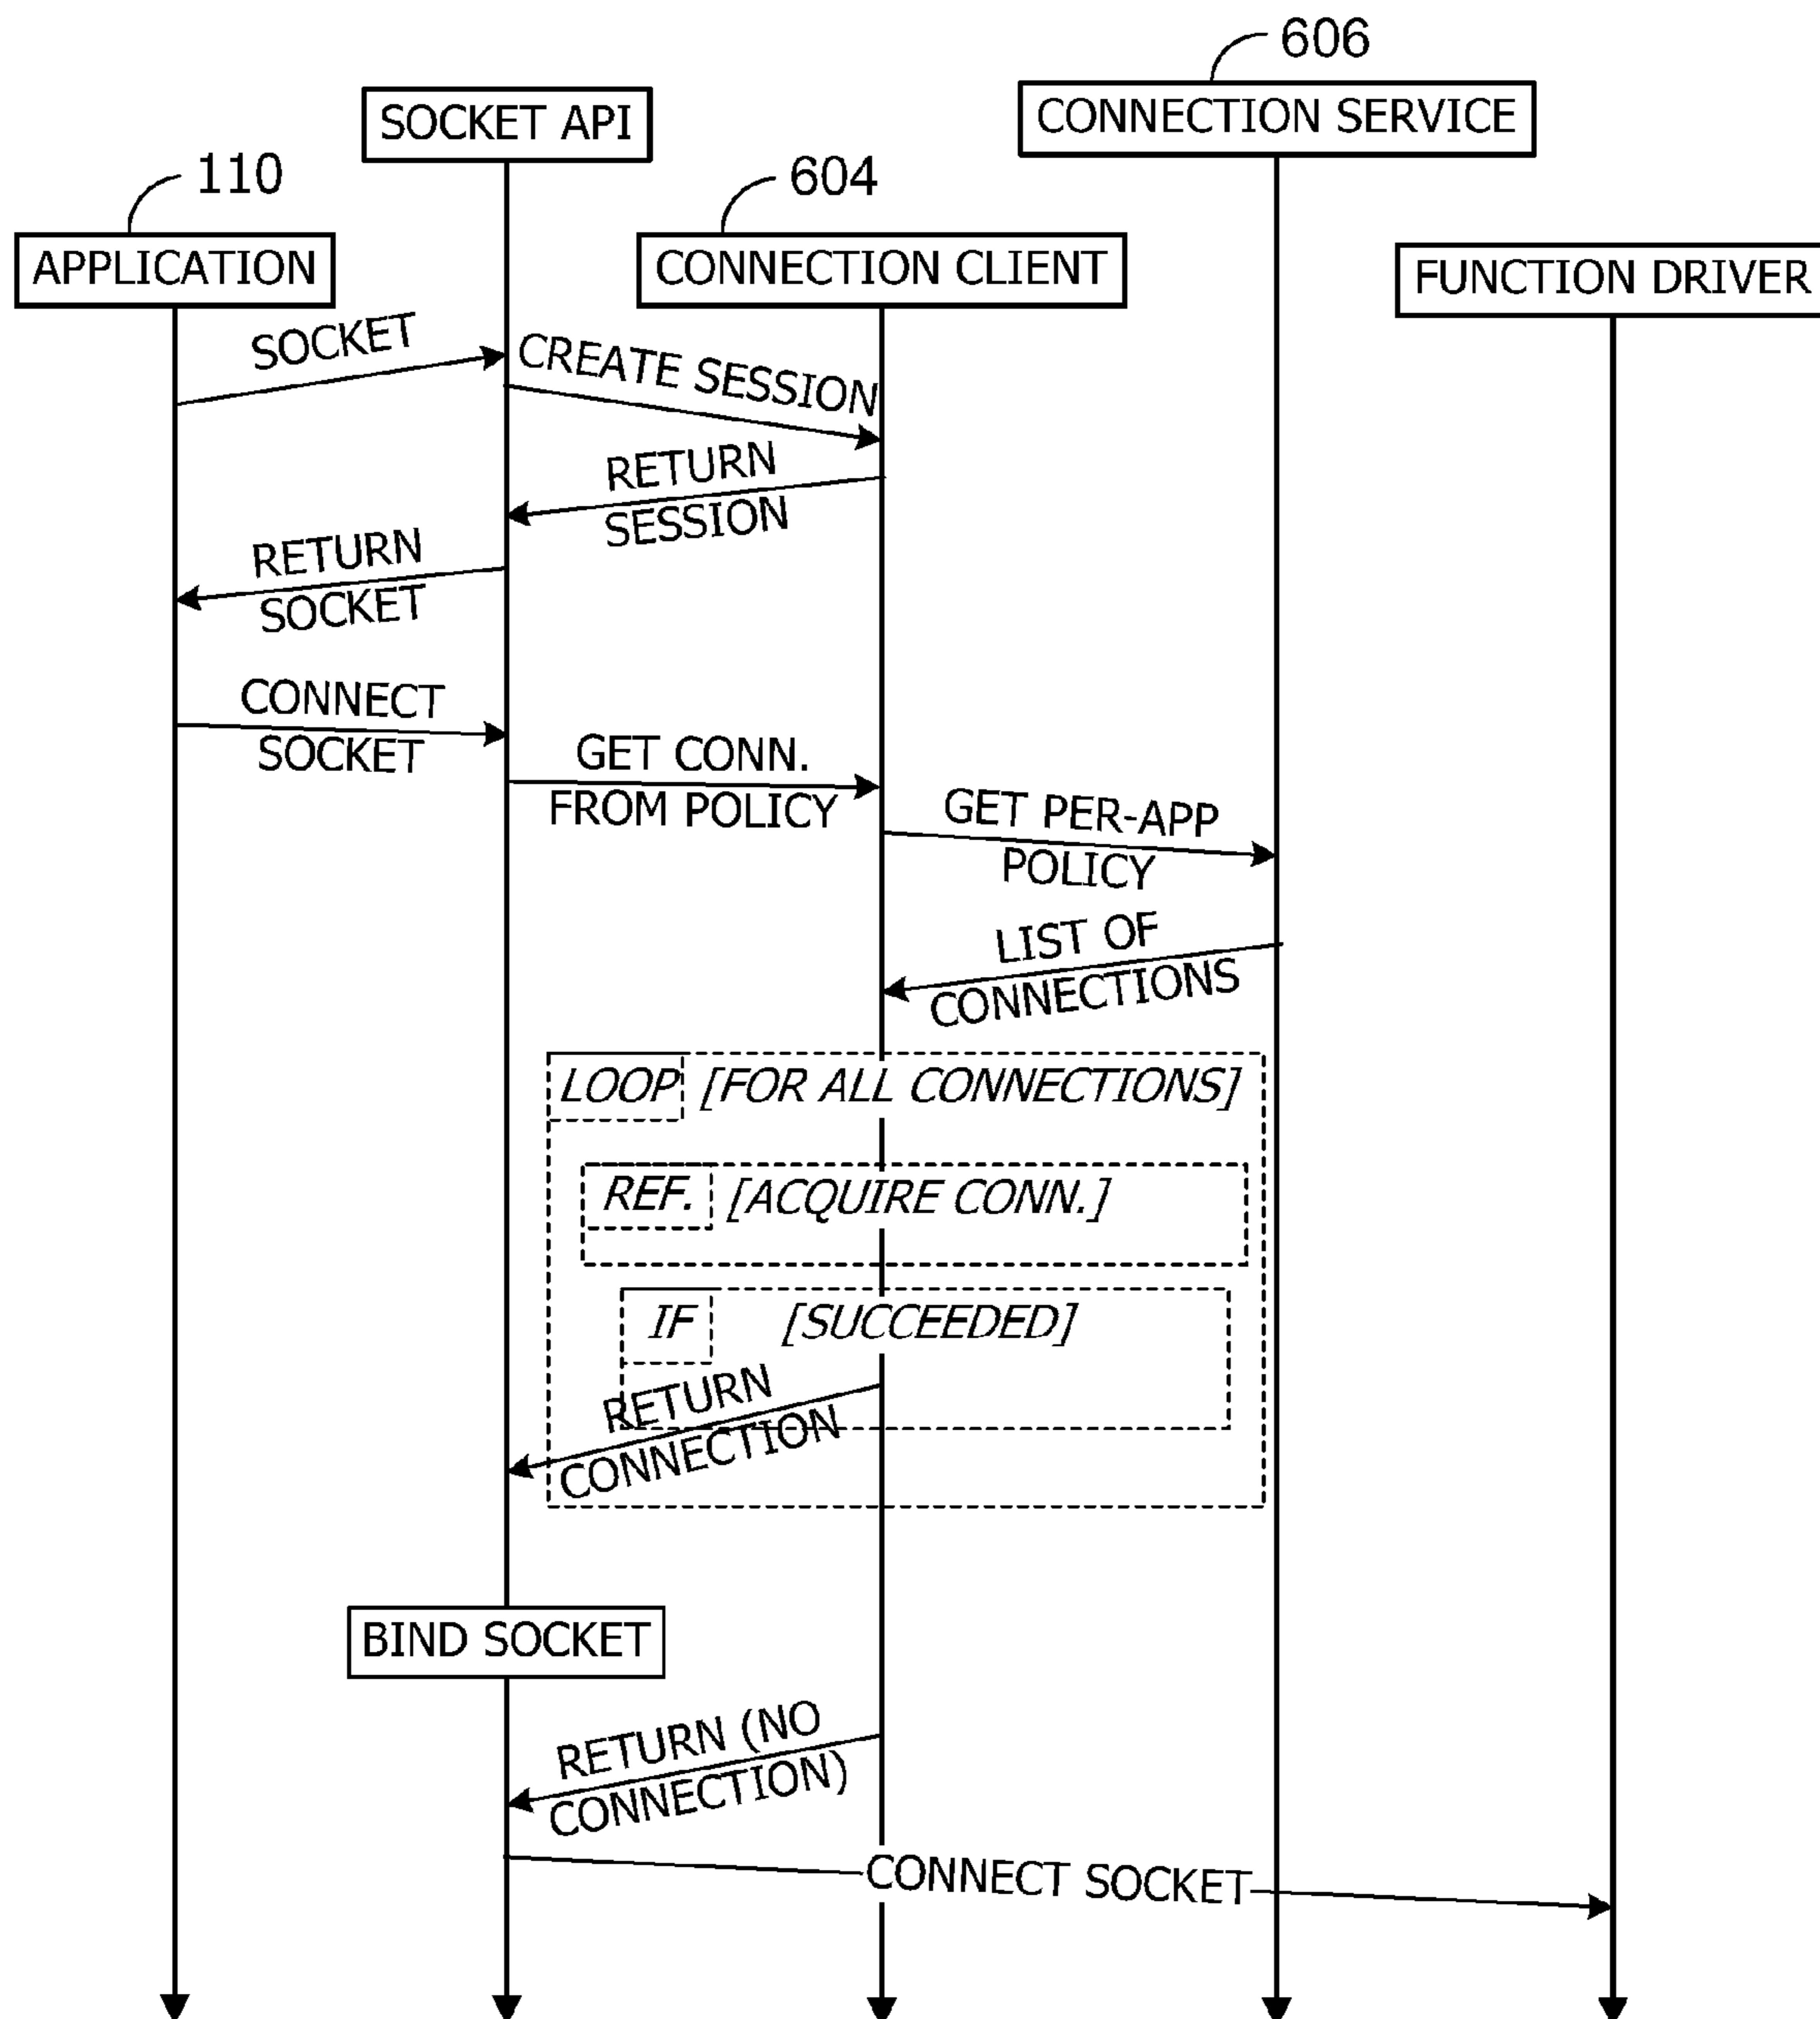 606
SOCKET API
CONNECTION SERVICE
110
604
APPLICATION
CONNECTION CLIENT
FUNCTION DRIVER
SOCKET
CREATE SESSION
RETURN
SESSION
RETURN
SOCKET
CONNECT
SOCKET
GET CONN.
FROM POLICY
GET PER-APP
POLICY
LIST OF
CONNECTIONS
LOOP [FOR ALL CONNECTIONS]
REF. [ACQUIRE CONN.]
IF [SUCCEEDED]
RETURN
CONNECTION
BIND SOCKET
RETURN (NO
CONNECTION)
CONNECT SOCKET